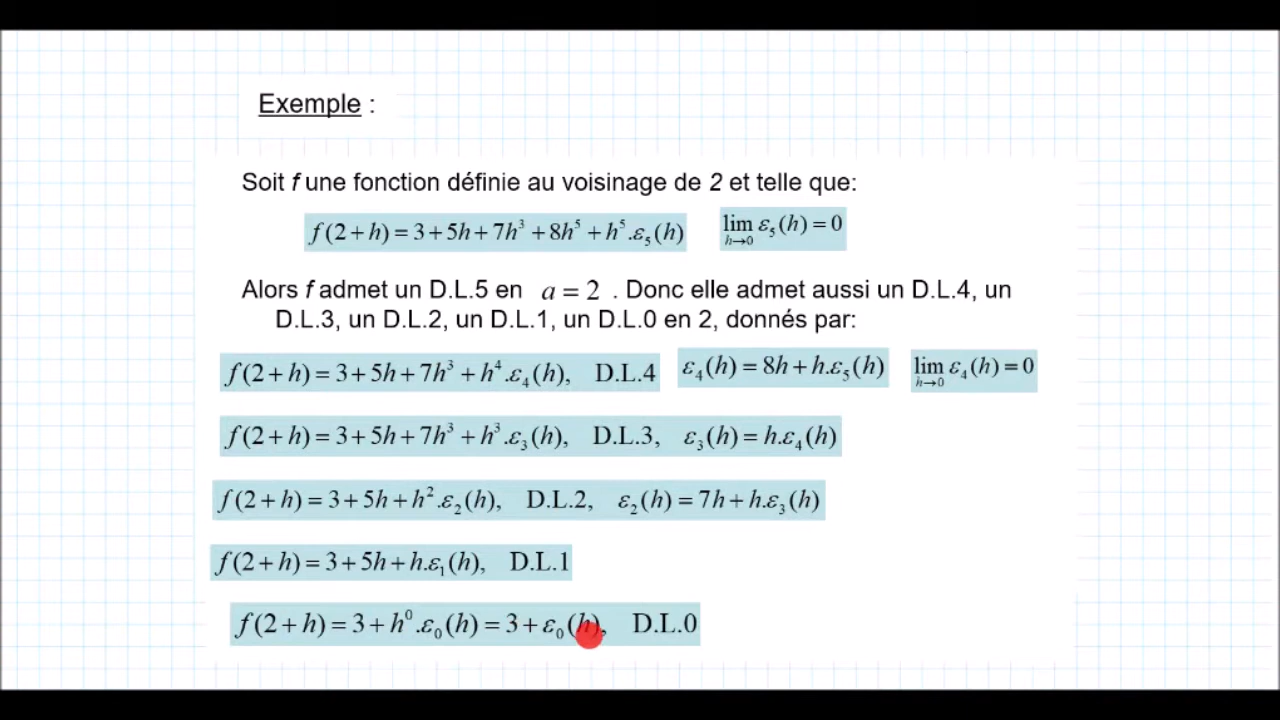 Exemple :
Soit f une fonction définie au voisinage de 2 et telle que:
f(2+h) = 3+5h+7h³+8h⁵+h⁵.ε₅(h)   lim_{h→0} ε₅(h) = 0
Alors f admet un D.L.5 en a = 2 . Donc elle admet aussi un D.L.4, un
D.L.3, un D.L.2, un D.L.1, un D.L.0 en 2, donnés par:
f(2+h) = 3+5h+7h³+h⁴.ε₄(h), D.L.4   ε₄(h) = 8h+h.ε₅(h)   lim_{h→0} ε₄(h) = 0
f(2+h) = 3+5h+7h³+h³.ε₃(h), D.L.3, ε₃(h) = h.ε₄(h)
f(2+h) = 3+5h+h².ε₂(h), D.L.2, ε₂(h) = 7h+h.ε₃(h)
f(2+h) = 3+5h+h.ε₁(h), D.L.1
f(2+h) = 3+h⁰.ε₀(h) = 3+ε₀(h), D.L.0